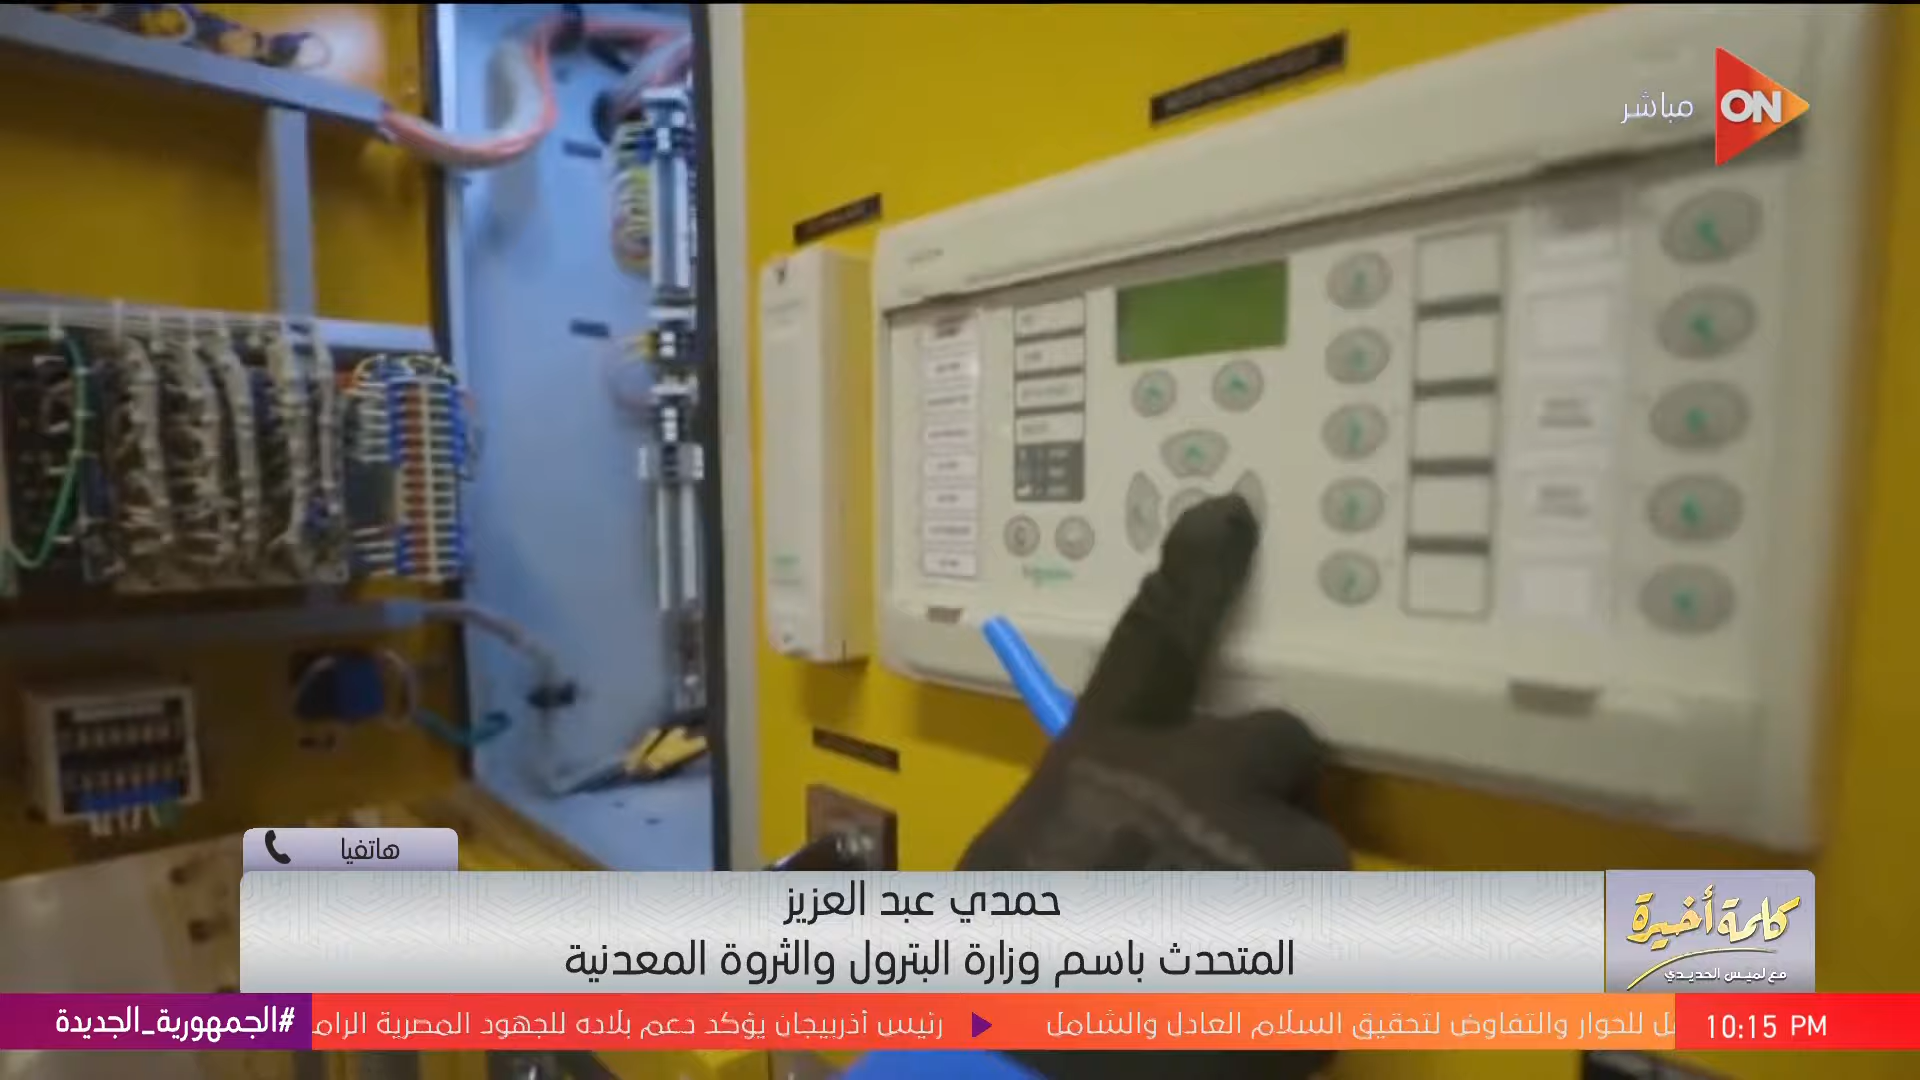 مباشر
ON
هاتفيا
حمدي عبد العزيز
المتحدث باسم وزارة البترول والثروة المعدنية
كلمة أخيرة
مع لميس الحديدي
للحوار والتفاوض لتحقيق السلام العادل والشامل ◀ رئيس أذربيجان يؤكد دعم بلاده للجهود المصرية الرام
#الجمهورية_الجديدة
10:15 PM